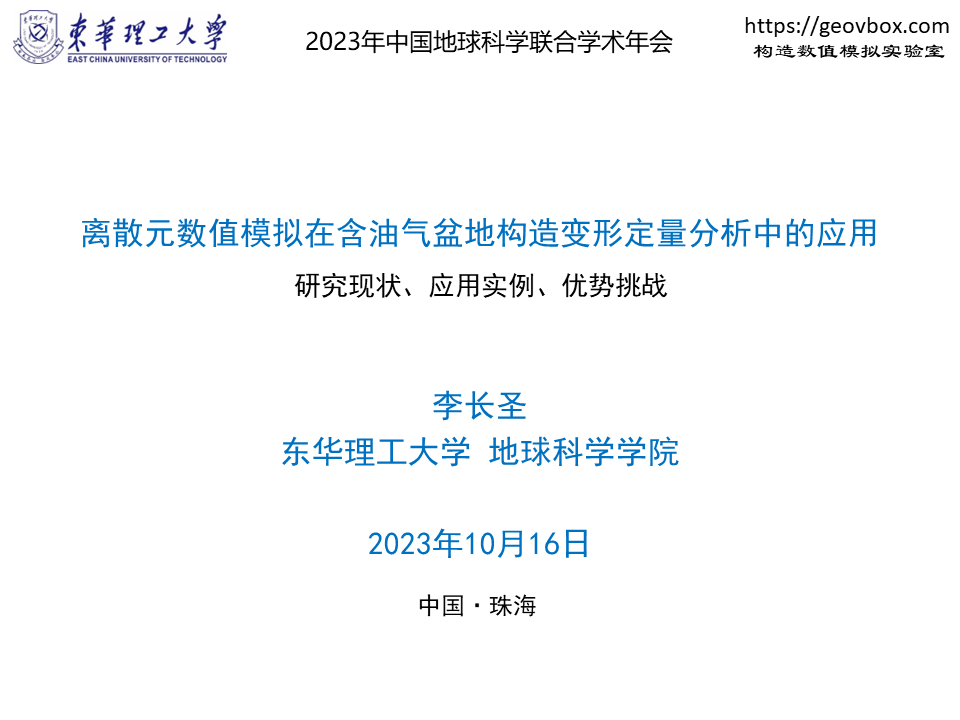 東華理工大学
EAST CHINA UNIVERSITY OF TECHNOLOGY
2023年中国地球科学联合学术年会
https://geovbox.com
构造数值模拟实验室
离散元数值模拟在含油气盆地构造变形定量分析中的应用
研究现状、应用实例、优势挑战
李长圣
东华理工大学 地球科学学院
2023年10月16日
中国·珠海